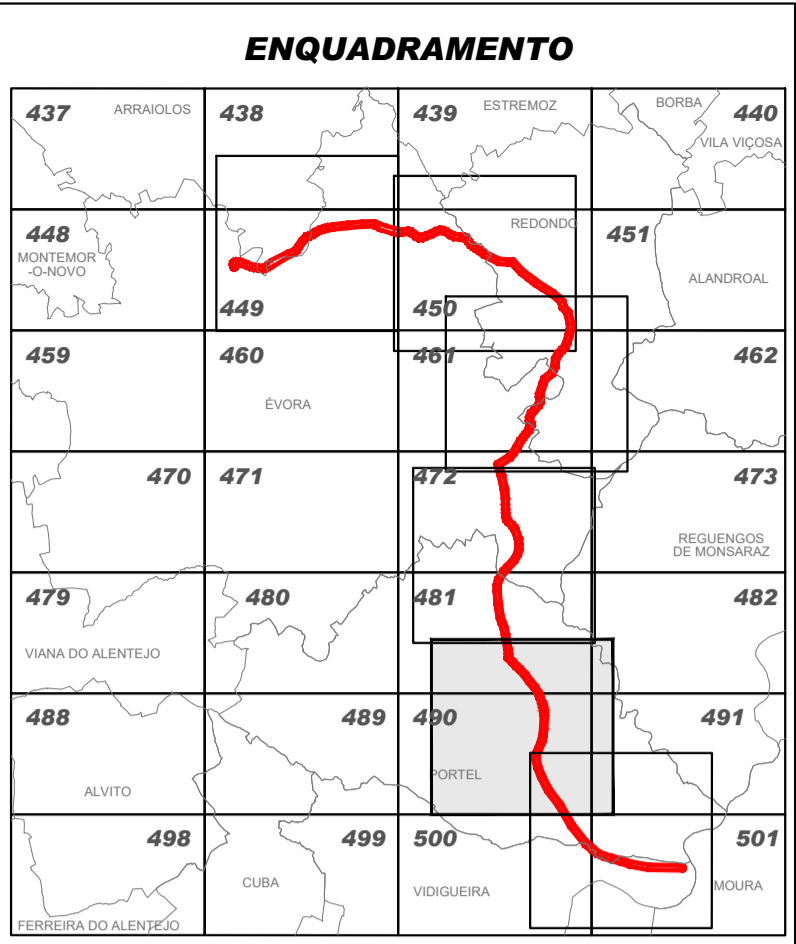 ENQUADRAMENTO
437 ARRAIOLOS 438 439 ESTREMOZ BORBA 440
VILA VIÇOSA
448 REDONDO 451
MONTEMOR
-O-NOVO
ALANDROAL
449 450
459 460 461 462
ÉVORA
470 471 472 473
REGUENGOS
DE MONSARAZ
479 480 481 482
VIANA DO ALENTEJO
488 489 490 491
PORTEL
ALVITO
498 499 500 501
CUBA VIDIGUEIRA MOURA
FERREIRA DO ALENTEJO